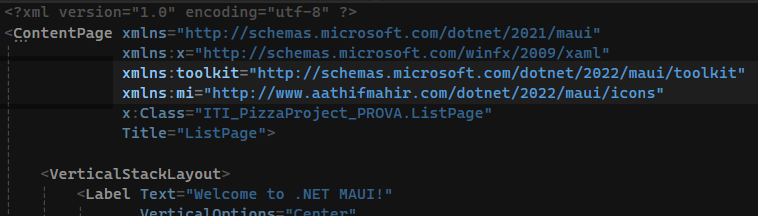 <?xml version="1.0" encoding="utf-8" ?>
<ContentPage xmlns="http://schemas.microsoft.com/dotnet/2021/maui"
xmlns:x="http://schemas.microsoft.com/winfx/2009/xaml"
xmlns:toolkit="http://schemas.microsoft.com/dotnet/2022/maui/toolkit"
xmlns:mi="http://www.aathifmahir.com/dotnet/2022/maui/icons"
x:Class="ITI_PizzaProject_PROVA.ListPage"
Title="ListPage">
<VerticalStackLayout>
<Label Text="Welcome to .NET MAUI!"
VerticalOptions="Center"